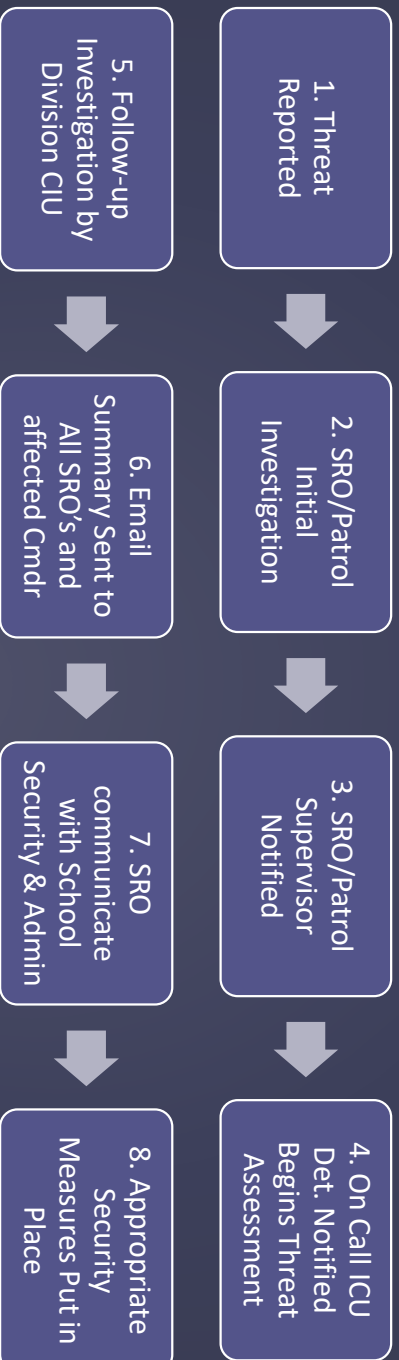 1. Threat
Reported
2. SRO/Patrol
Initial
Investigation
3. SRO/Patrol
Supervisor
Notified
4. On Call ICU
Det. Notified
Begins Threat
Assessment
5. Follow-up
Investigation by
Division CIU
6. Email
Summary Sent to
All SRO's and
affected Cmdr
7. SRO
communicate
with School
Security & Admin
8. Appropriate
Security
Measures Put in
Place